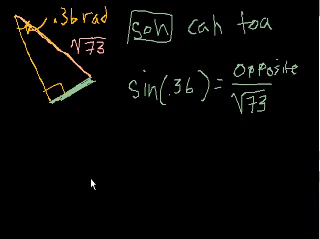 .36 rad
√73
soh cah toa
sin(.36) = opposite/√73